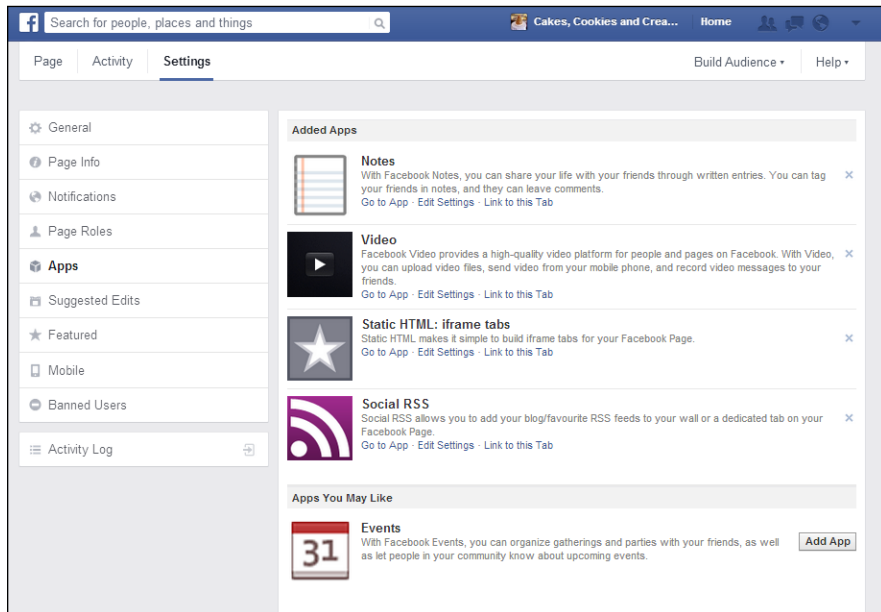 f
Search for people, places and things
Cakes, Cookies and Crea...
Home
Page
Activity
Settings
Build Audience
Help
General
Page Info
Notifications
Page Roles
Apps
Suggested Edits
Featured
Mobile
Banned Users
Activity Log
Added Apps
Notes
With Facebook Notes, you can share your life with your friends through written entries. You can tag
your friends in notes, and they can leave comments.
Go to App · Edit Settings · Link to this Tab
Video
Facebook Video provides a high-quality video platform for people and pages on Facebook. With Video,
you can upload video files, send video from your mobile phone, and record video messages to your
friends.
Go to App · Edit Settings · Link to this Tab
Static HTML: iframe tabs
Static HTML makes it simple to build iframe tabs for your Facebook Page.
Go to App · Edit Settings · Link to this Tab
Social RSS
Social RSS allows you to add your blog/favourite RSS feeds to your wall or a dedicated tab on your
Facebook Page.
Go to App · Edit Settings · Link to this Tab
Apps You May Like
31
Events
With Facebook Events, you can organize gatherings and parties with your friends, as well
as let people in your community know about upcoming events.
Add App